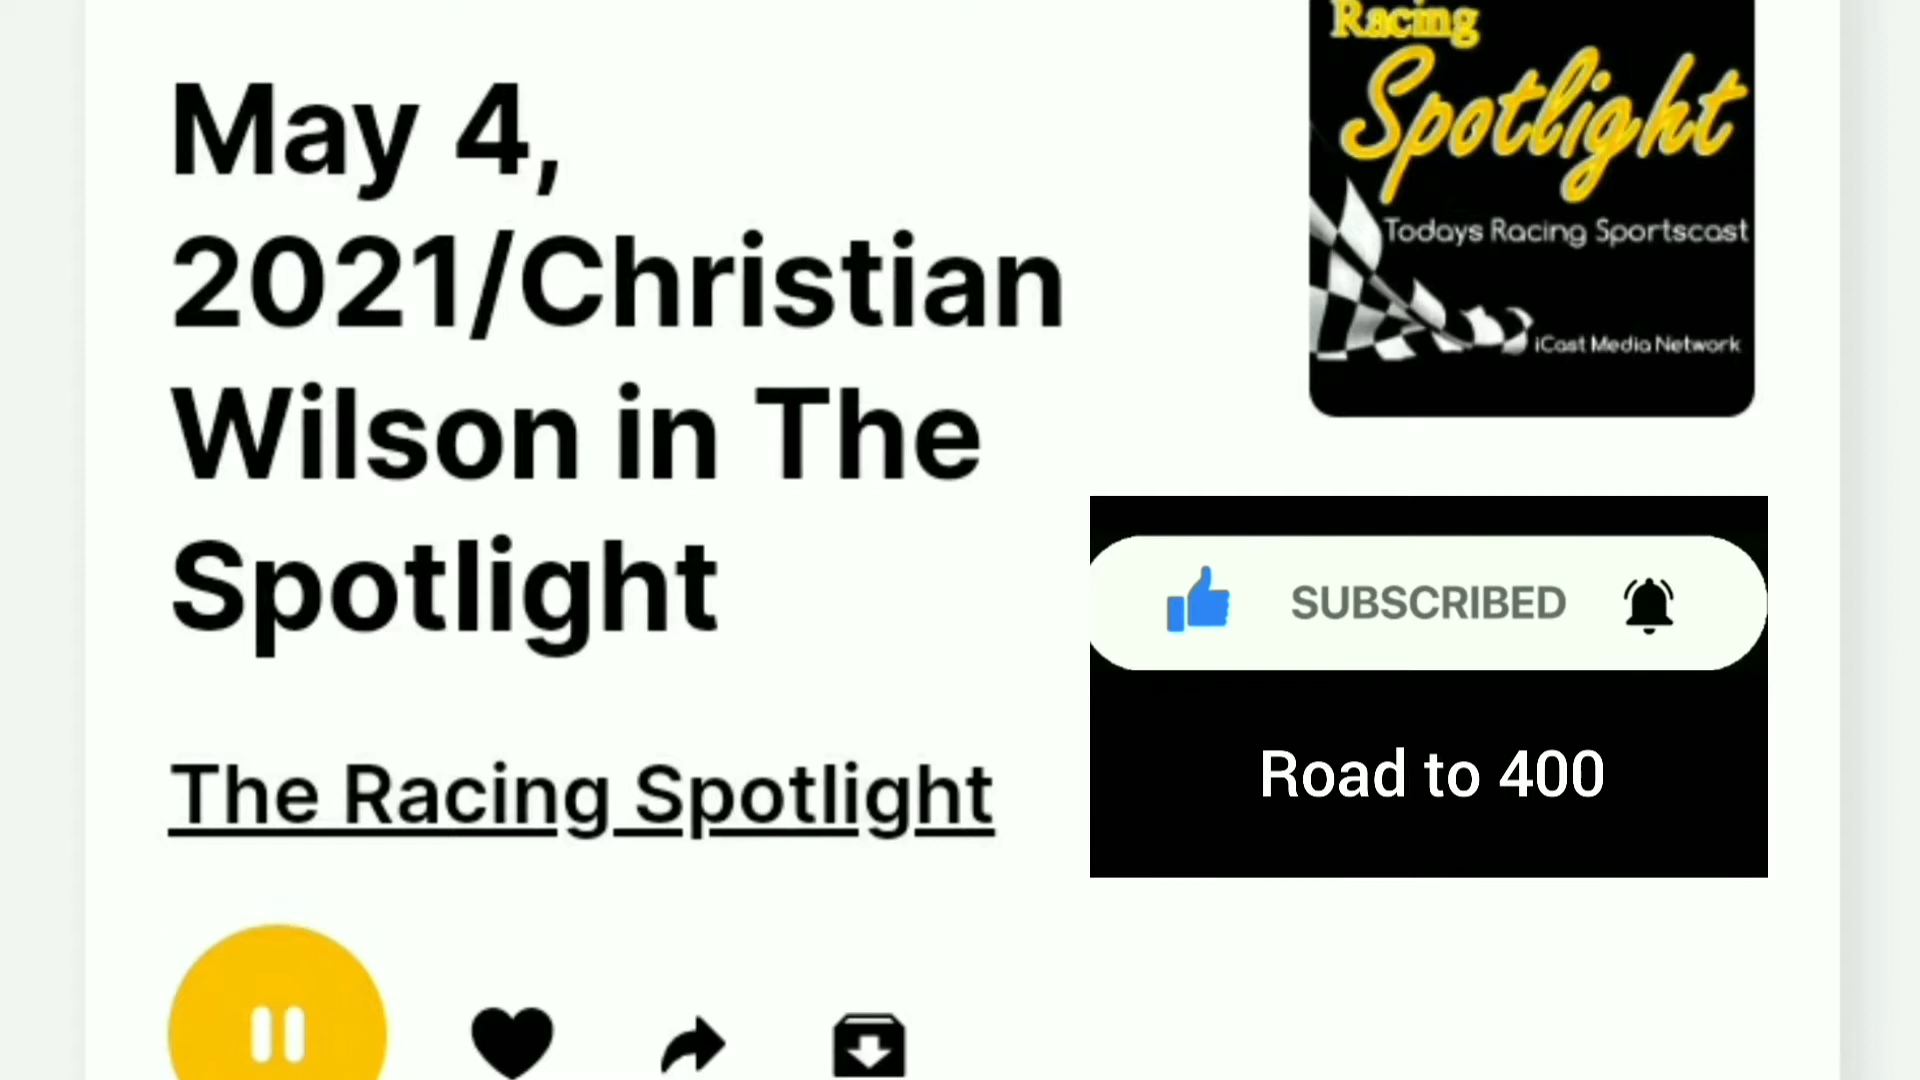 May 4,
2021/Christian
Wilson in The
Spotlight
The Racing Spotlight
Racing
Spotlight
Todays Racing Sportscast
iCast Media Network
SUBSCRIBED
Road to 400